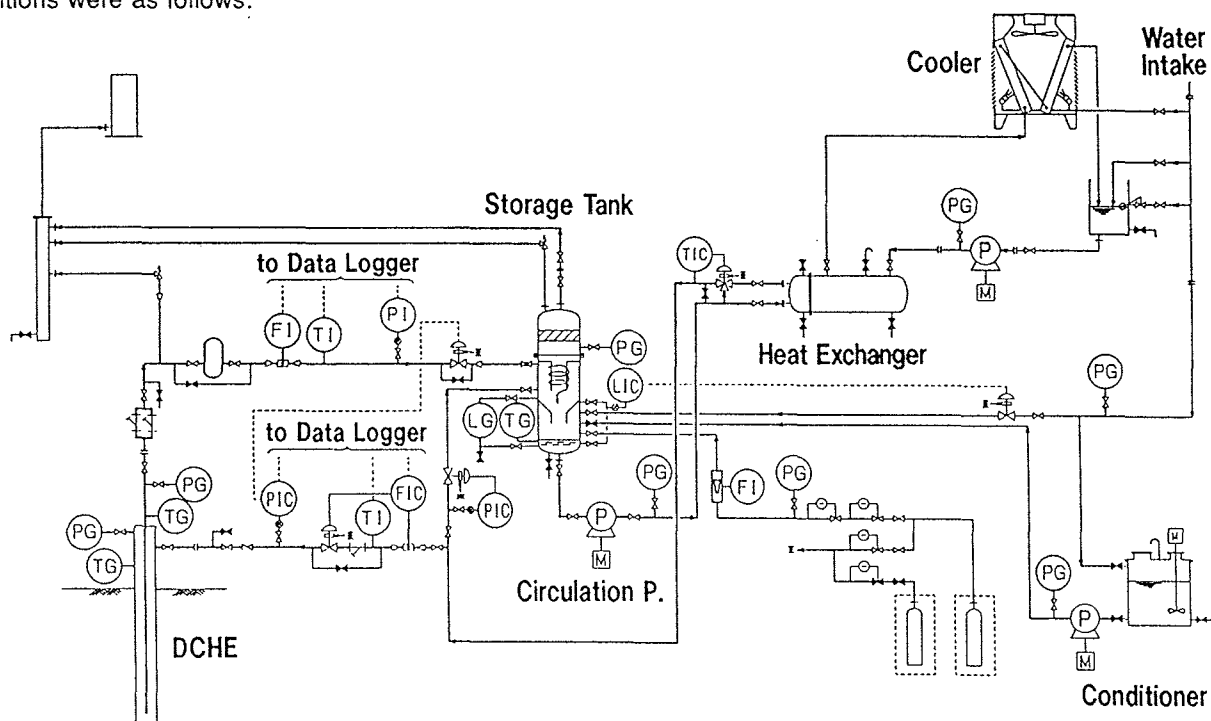 itions were as follows:
Cooler
Water
Intake
Storage Tank
PG
P
M
TIC
to Data Logger
FI
TI
PI
PG
Heat Exchanger
LIC
PG
LG
TG
to Data Logger
PG
PIC
TI
FIC
PG
TG
PIC
PG
FI
PG
PG
TG
P
M
Circulation P.
PG
P
M
M
DCHE
Conditioner